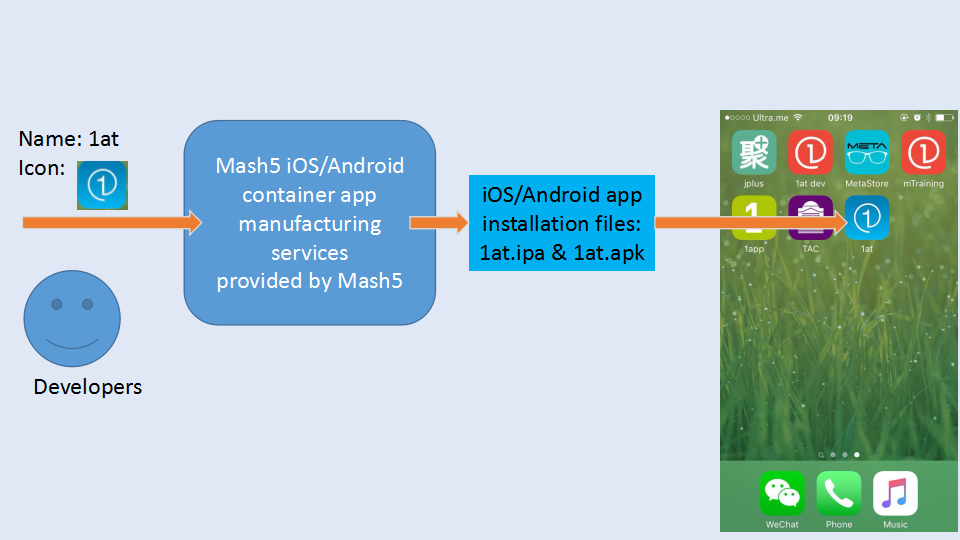 Name: 1at
Icon:
Developers
Mash5 iOS/Android
container app
manufacturing
services
provided by Mash5
iOS/Android app
installation files:
1at.ipa & 1at.apk
Ultra.me 09:19
聚
META
jplus 1at dev MetaStore mTraining
1
1app TAC 1at
WeChat Phone Music